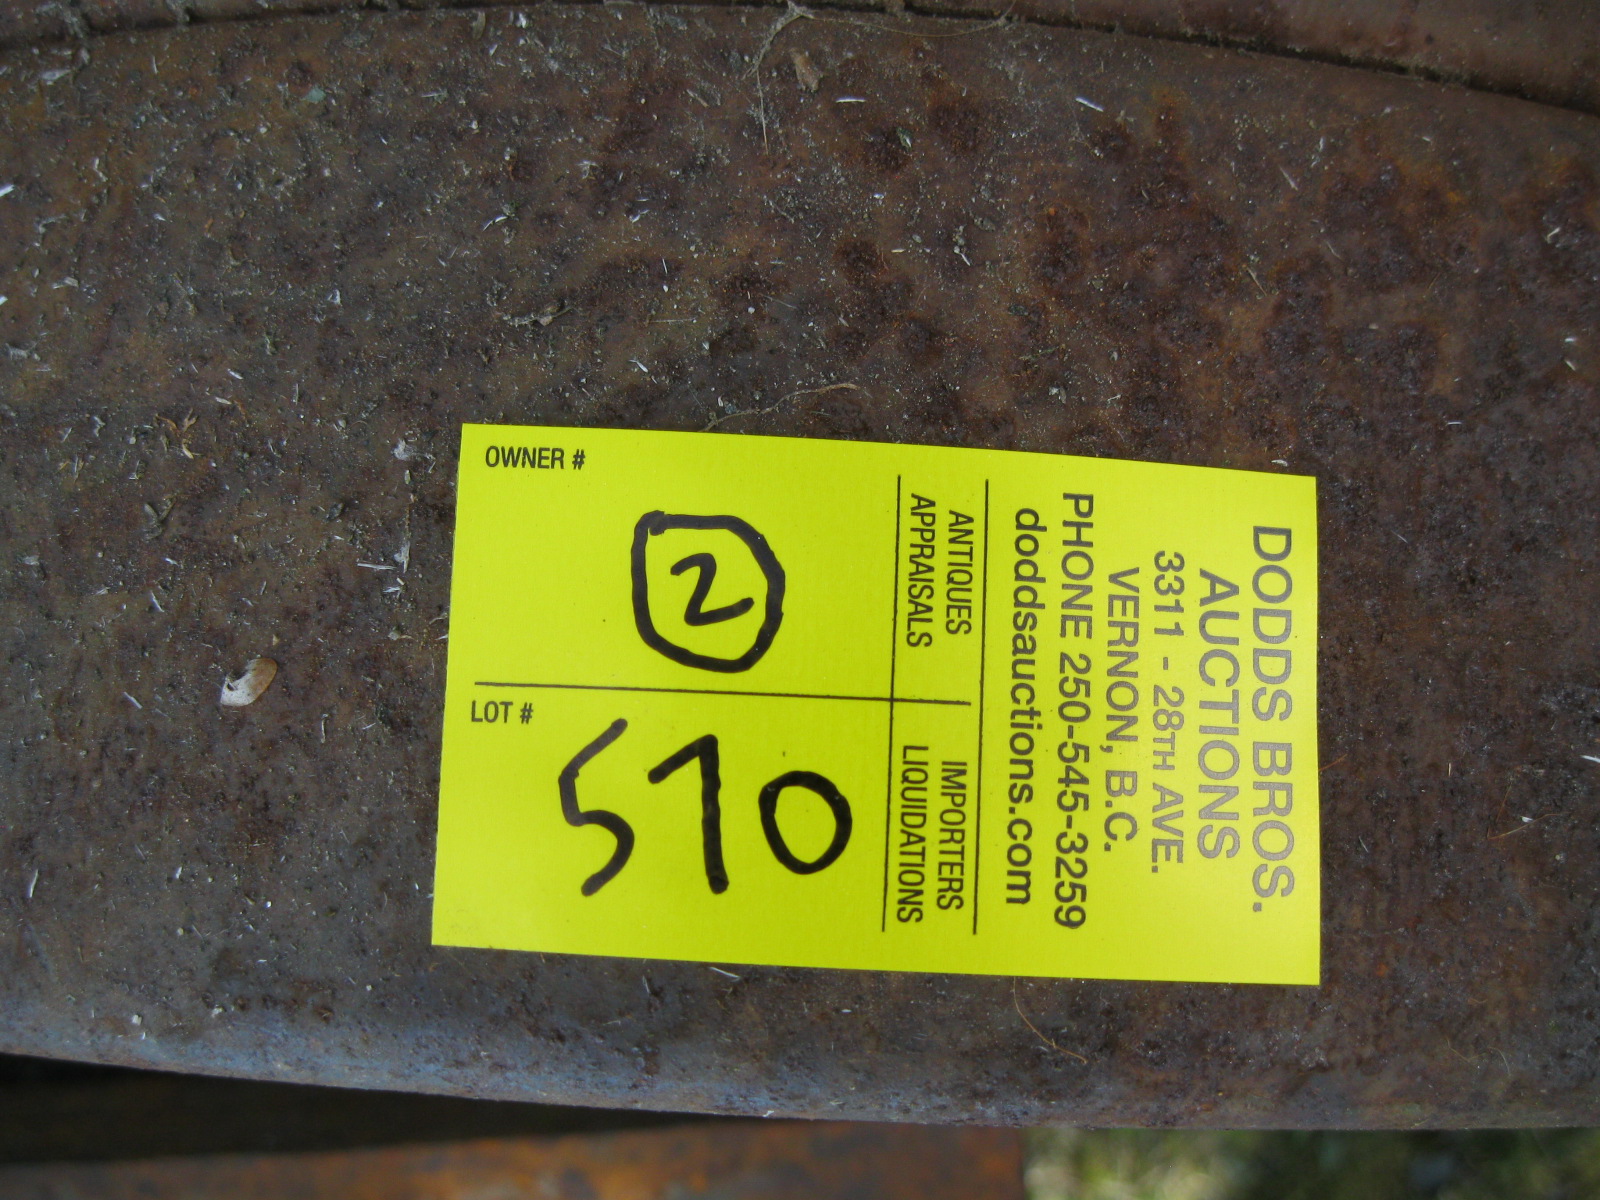 DODDS BROS.
AUCTIONS
3311 - 28TH AVE.
VERNON, B.C.
PHONE 250-545-3259
doddsauctions.com
ANTIQUES
APPRAISALS
IMPORTERS
LIQUIDATIONS
OWNER #
2
LOT #
510